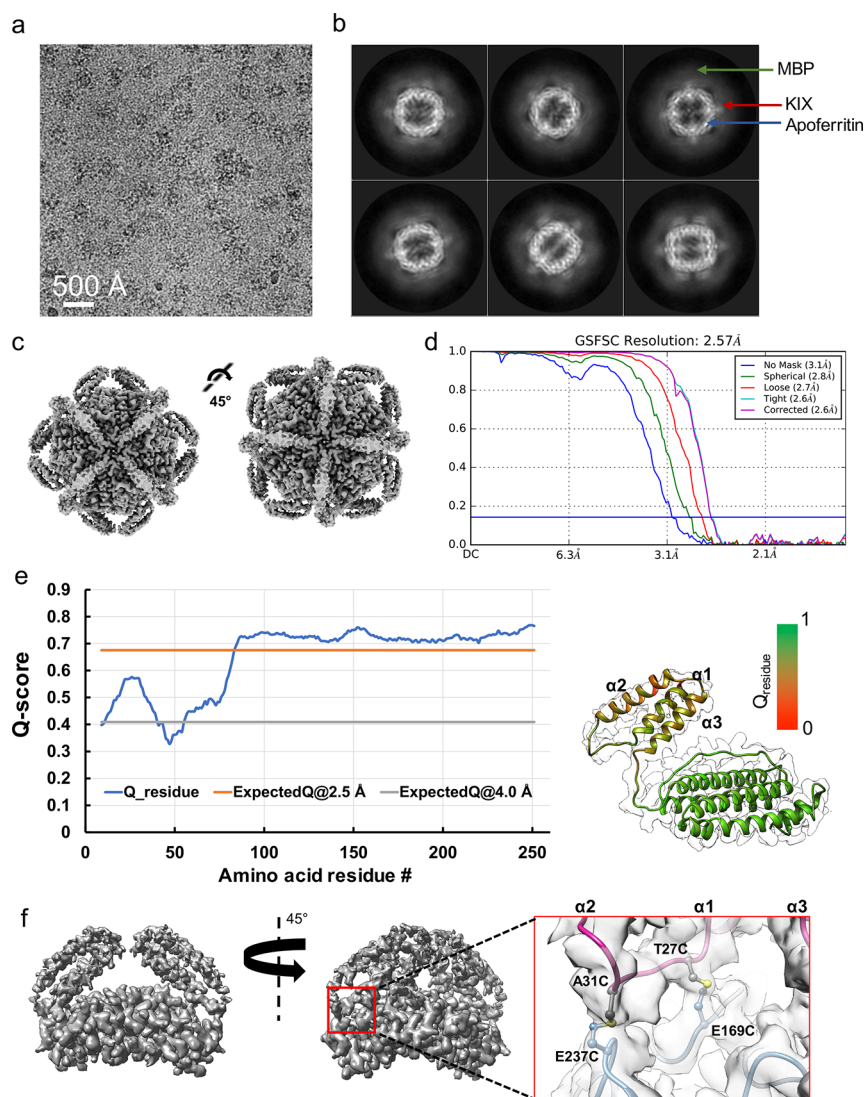 a
500 Å
b
MBP
KIX
Apoferritin
c
45°
d
GSFSC Resolution: 2.57Å
1.0
0.8
0.6
0.4
0.2
0.0
DC
6.3Å
3.1Å
2.1Å
No Mask (3.1Å)
Spherical (2.8Å)
Loose (2.7Å)
Tight (2.6Å)
Corrected (2.6Å)
e
0.9
0.8
0.7
0.6
0.5
0.4
0.3
0.2
0.1
0
Q-score
Q_residue
ExpectedQ@2.5 Å
ExpectedQ@4.0 Å
0
50
100
150
200
250
Amino acid residue #
α2
α1
α3
Qresidue
1
0
f
45°
α2
α1
α3
T27C
A31C
E169C
E237C